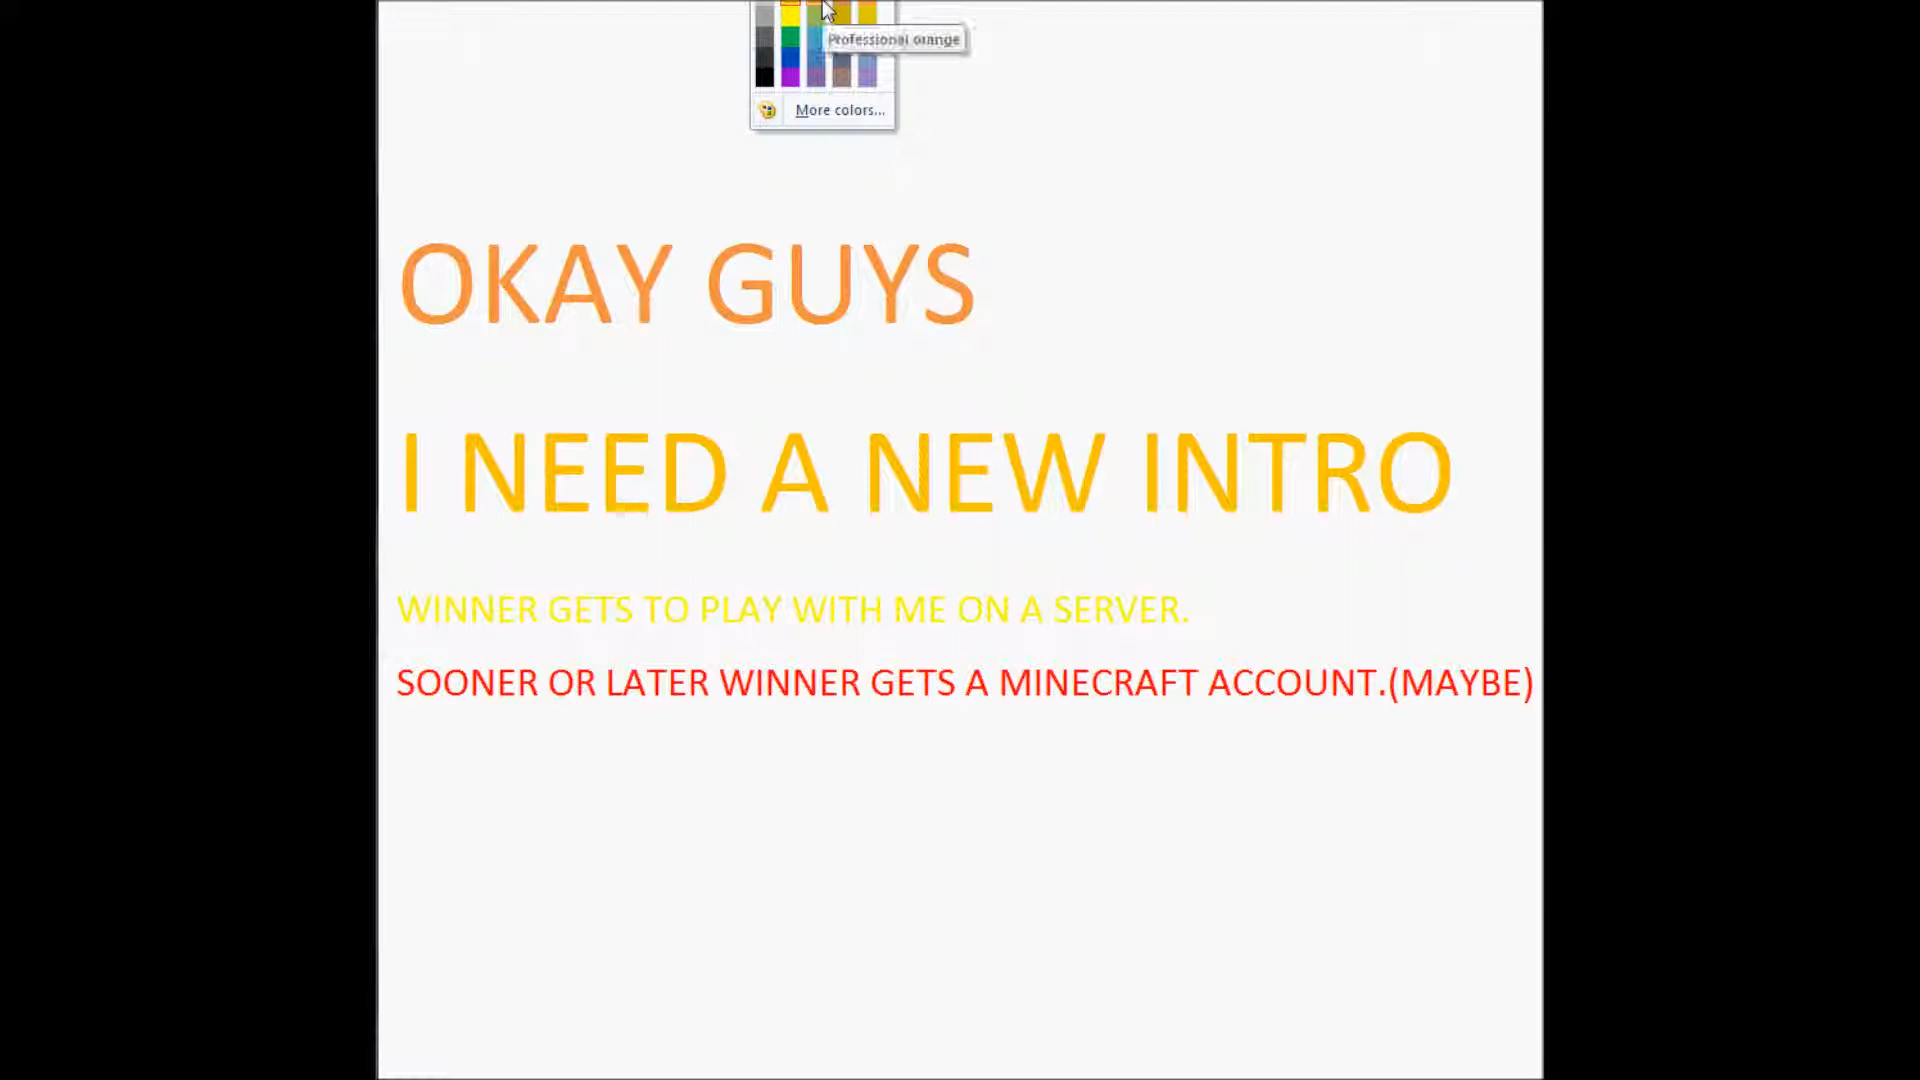 Professional orange
More colors...
OKAY GUYS
I NEED A NEW INTRO
WINNER GETS TO PLAY WITH ME ON A SERVER.
SOONER OR LATER WINNER GETS A MINECRAFT ACCOUNT.(MAYBE)